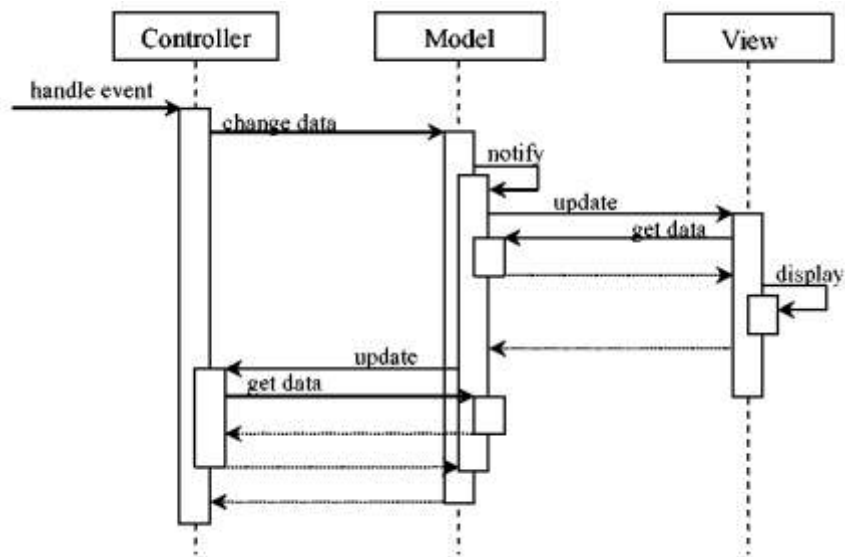 Controller
Model
View
handle event
change data
notify
update
get data
display
update
get data